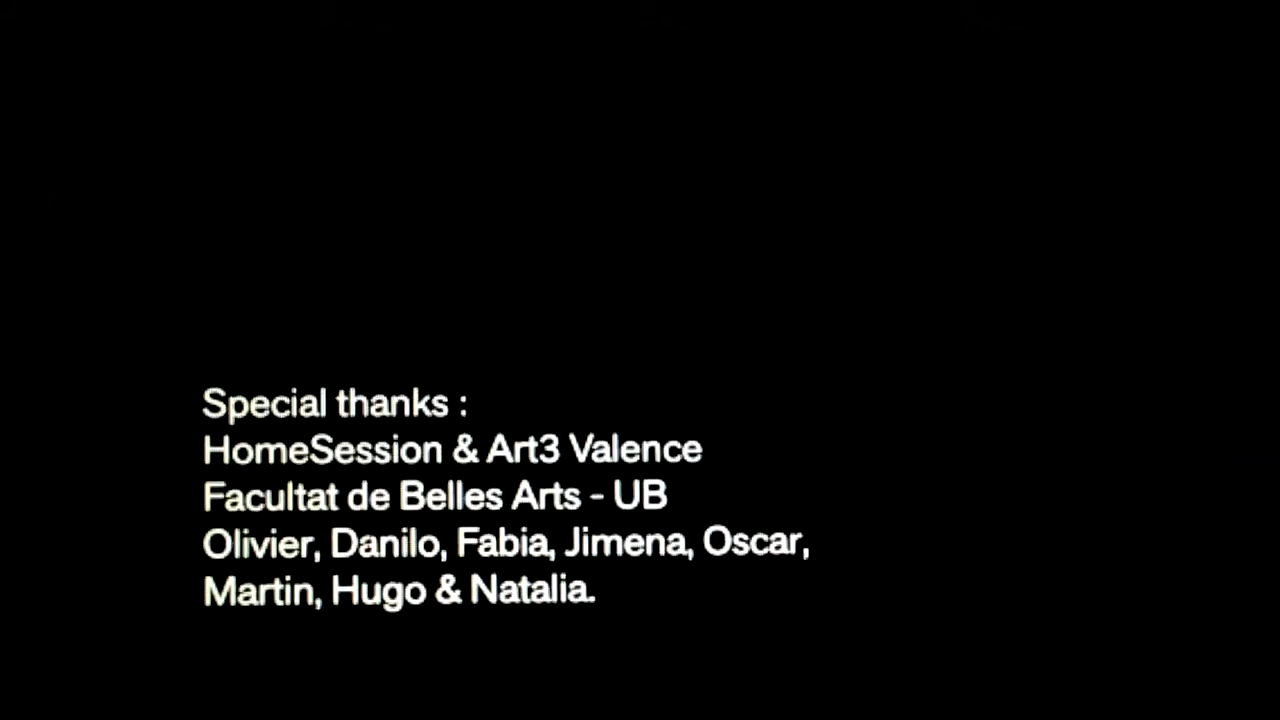 Special thanks :
HomeSession & Art3 Valence
Facultat de Belles Arts - UB
Olivier, Danilo, Fabia, Jimena, Oscar,
Martin, Hugo & Natalia.